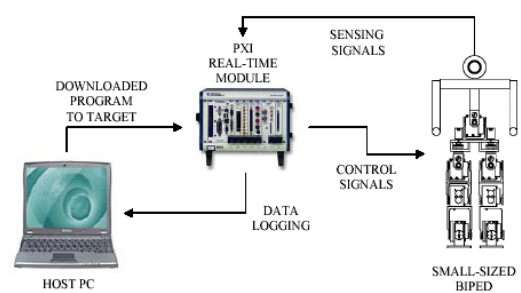 PXI
REAL-TIME
MODULE
SENSING
SIGNALS
DOWNLOADED
PROGRAM
TO TARGET
CONTROL
SIGNALS
DATA
LOGGING
HOST PC
SMALL-SIZED
BIPED